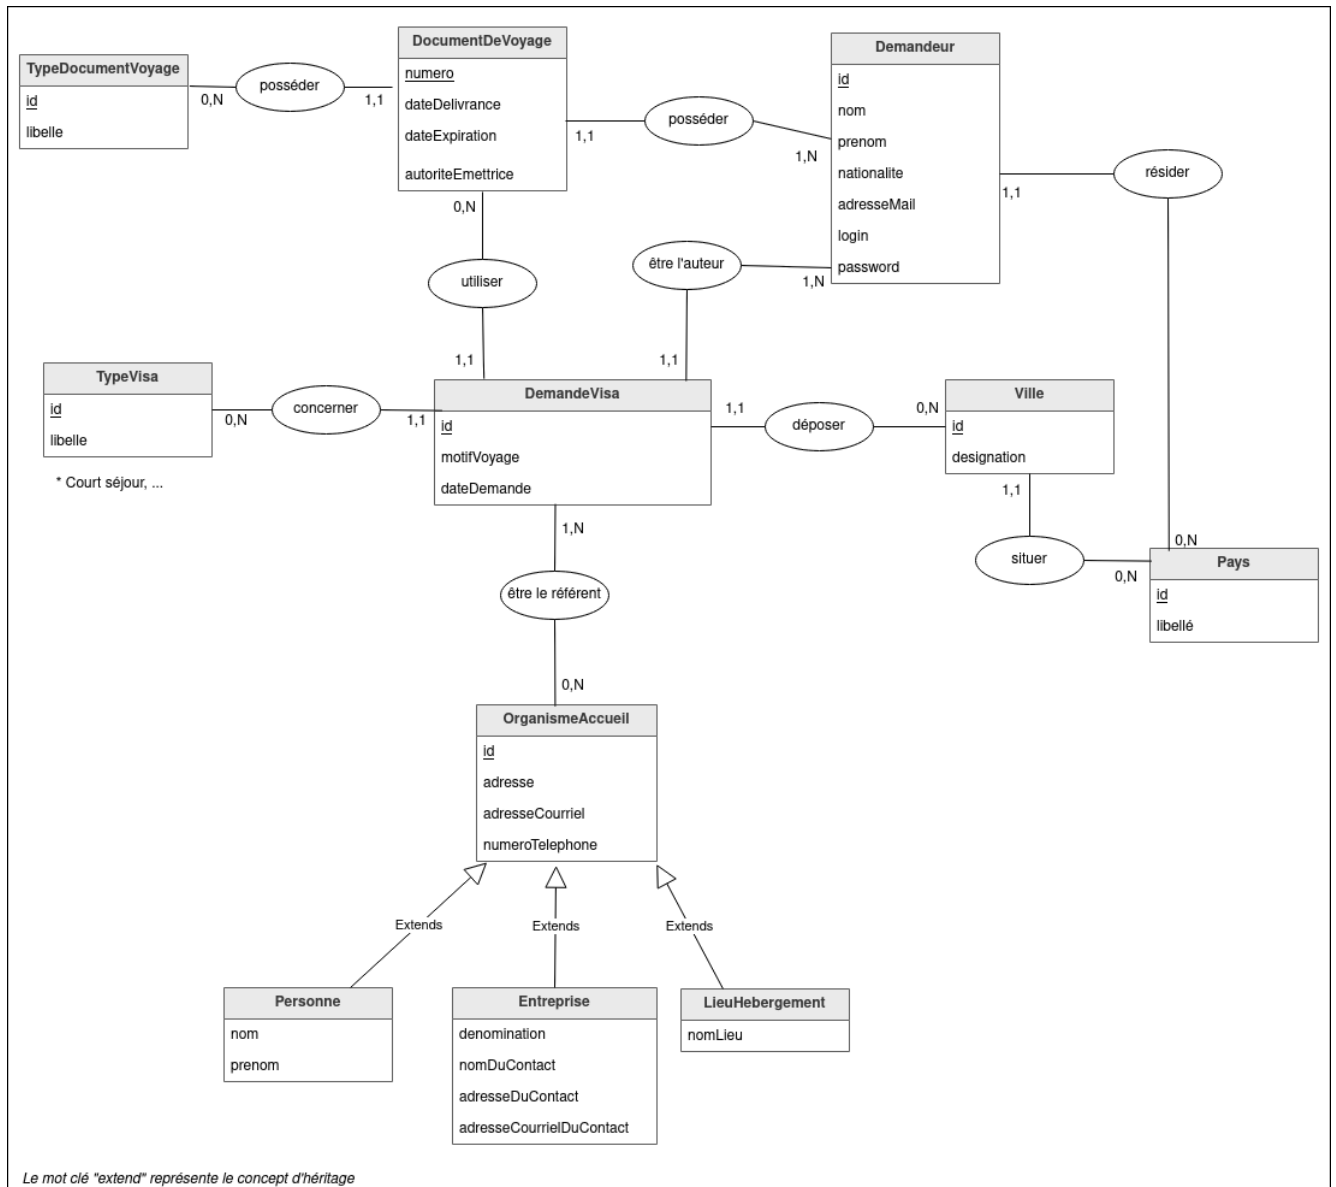 TypeDocumentVoyage
id
libelle
0,N
posséder
1,1
DocumentDeVoyage
numero
dateDelivrance
dateExpiration
autoriteEmettrice
1,1
posséder
1,N
Demandeur
id
nom
prenom
nationalite
adresseMail
login
password
1,1
résider
0,N
0,N
utiliser
1,1
être l'auteur
1,N
1,1
TypeVisa
id
libelle
* Court séjour, ...
0,N
concerner
1,1
DemandeVisa
id
motifVoyage
dateDemande
1,1
déposer
0,N
Ville
id
designation
1,1
situer
0,N
Pays
id
libellé
1,N
être le référent
0,N
OrganismeAccueil
id
adresse
adresseCourriel
numeroTelephone
Extends
Extends
Extends
Personne
nom
prenom
Entreprise
denomination
nomDuContact
adresseDuContact
adresseCourrielDuContact
LieuHebergement
nomLieu
Le mot clé "extend" représente le concept d'héritage